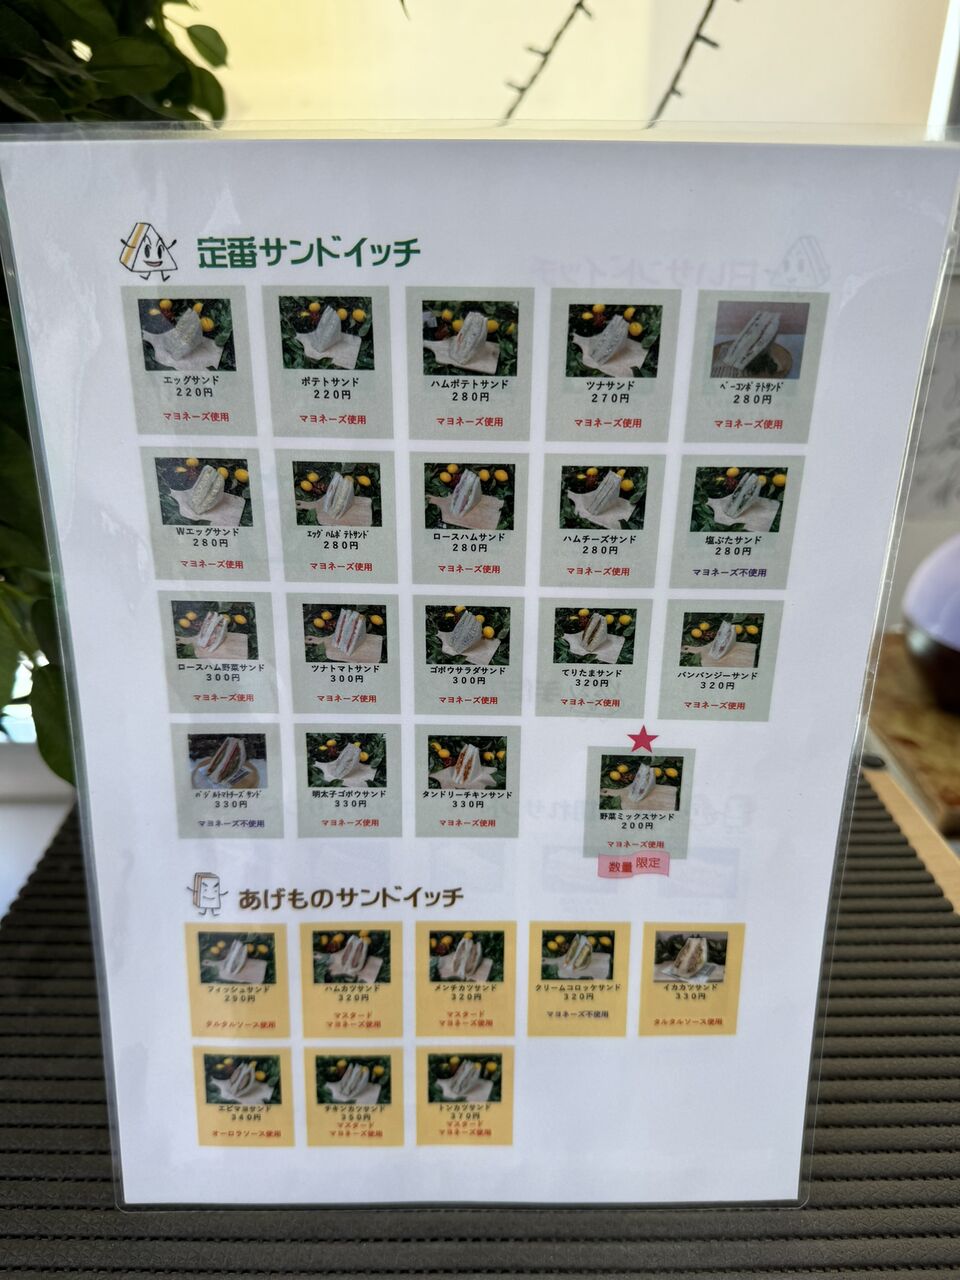 定番サンドイッチ
エッグサンド
220円
マヨネーズ使用
ポテトサンド
220円
マヨネーズ使用
ハムポテトサンド
280円
マヨネーズ使用
ツナサンド
270円
マヨネーズ使用
ベーコンポテトサンド
280円
マヨネーズ使用
Wエッグサンド
280円
マヨネーズ使用
エッグハムポテトサンド
280円
マヨネーズ使用
ロースハムサンド
280円
マヨネーズ使用
ハムチーズサンド
280円
マヨネーズ使用
塩ぶたサンド
280円
マヨネーズ不使用
ロースハム野菜サンド
300円
マヨネーズ使用
ツナトマトサンド
300円
マヨネーズ使用
ゴボウサラダサンド
300円
マヨネーズ使用
てりたまサンド
320円
マヨネーズ使用
バンバンジーサンド
320円
マヨネーズ使用
バジルトマトチーズサンド
330円
マヨネーズ不使用
明太子ゴボウサンド
330円
マヨネーズ使用
タンドリーチキンサンド
330円
マヨネーズ使用
野菜ミックスサンド
200円
マヨネーズ使用
数量限定
あげものサンドイッチ
フィッシュサンド
290円
タルタルソース使用
ハムカツサンド
320円
マスタード
マヨネーズ使用
メンチカツサンド
320円
マスタード
マヨネーズ使用
クリームコロッケサンド
320円
マヨネーズ不使用
イカカツサンド
330円
タルタルソース使用
エビマヨサンド
340円
オーロラソース使用
チキンカツサンド
350円
マスタード
マヨネーズ使用
トンカツサンド
370円
マスタード
マヨネーズ使用